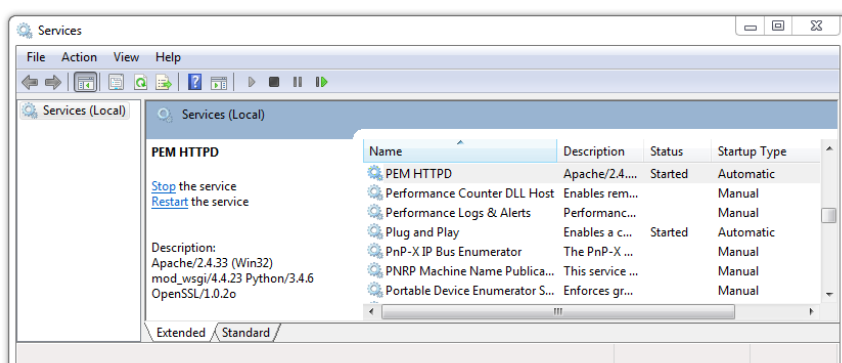 Services
File Action View Help
Services (Local)
Services (Local)
PEM HTTPD
Stop the service
Restart the service
Description:
Apache/2.4.33 (Win32)
mod_wsgi/4.4.23 Python/3.4.6
OpenSSL/1.0.2o
Name Description Status Startup Type
PEM HTTPD Apache/2.4.... Started Automatic
Performance Counter DLL Host Enables rem... Manual
Performance Logs & Alerts Performanc... Manual
Plug and Play Enables a c... Started Automatic
PnP-X IP Bus Enumerator The PnP-X ... Manual
PNRP Machine Name Publica... This service ... Manual
Portable Device Enumerator S... Enforces gr... Manual
Extended Standard